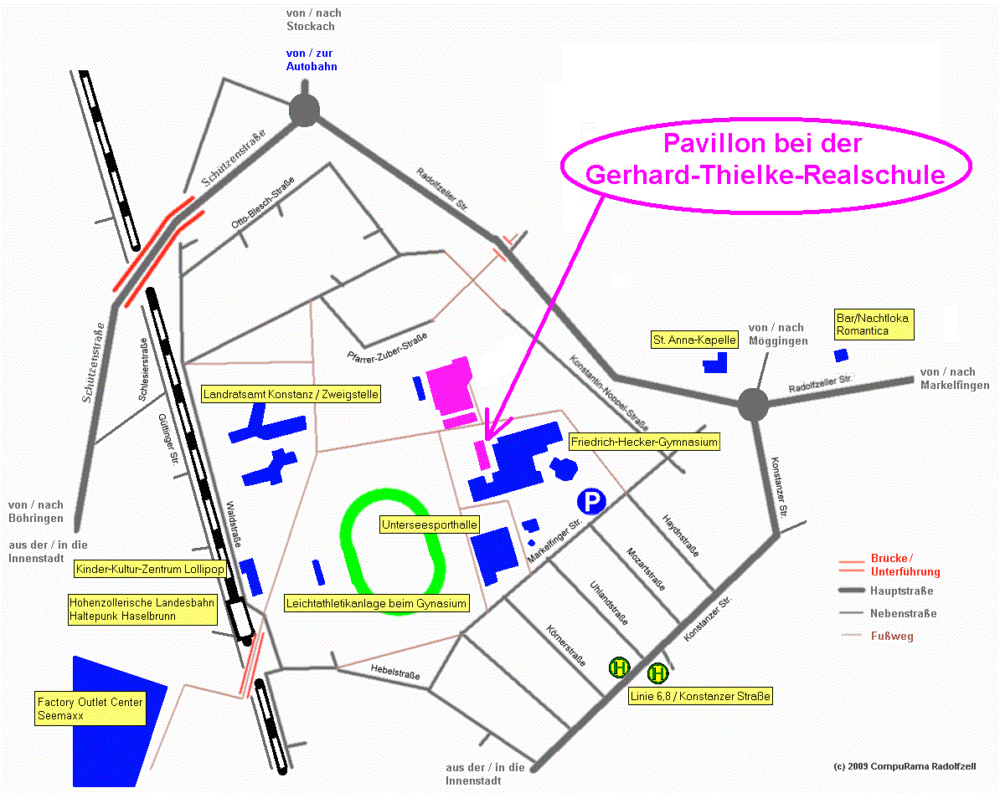 von / nach
Stockach
von / zur
Autobahn
Pavillon bei der
Gerhard-Thielke-Realschule
Schützenstraße
Radolfzeller Str.
Otto-Blesch-Straße
Bar/Nachtloka
Romantica
von / nach
Möggingen
St. Anna-Kapelle
Schützenstraße
Schlesierstraße
Pfarrer-Zuber-Straße
Konstantin-Noppel-Straße
Radolfzeller Str.
von / nach
Markelfingen
Landratsamt Konstanz / Zweigstelle
Güttinger Str.
Friedrich-Hecker-Gymnasium
Konstanzer Str.
P
von / nach
Böhringen
aus der / in die
Innenstadt
Waldstraße
Unterseesporthalle
Markelfinger Str.
Haydnstraße
Mozartstraße
Uhlandstraße
Körnerstraße
Konstanzer Str.
Kinder-Kultur-Zentrum Lollipop
Hohenzollerische Landesbahn
Haltepunk Haselbrunn
Leichtathletikanlage beim Gynasium
Brücke/
Unterführung
Hauptstraße
Nebenstraße
Fußweg
Hebelstraße
H
H
Linie 6,8 / Konstanzer Straße
Factory Outlet Center
Seemaxx
aus der / in die
Innenstadt
(c) 2009 CompuRama Radolfzell